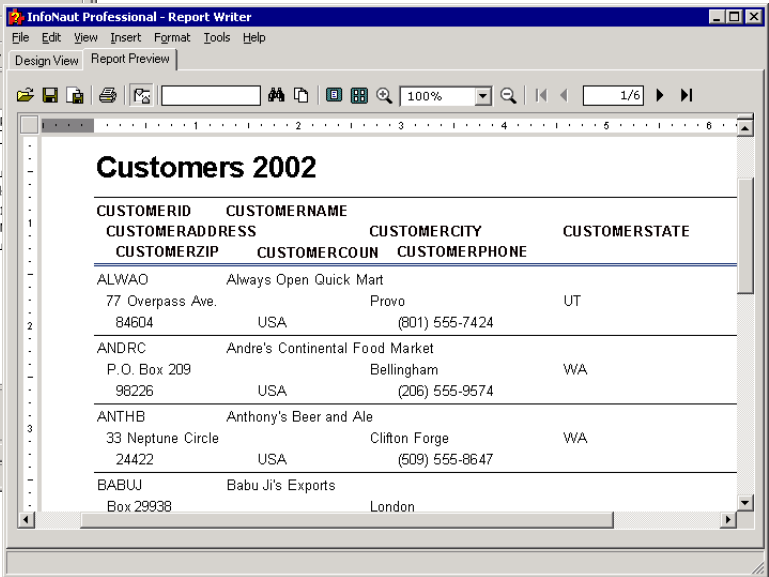 InfoNaut Professional - Report Writer
File Edit View Insert Format Tools Help
Design View Report Preview
100% 1/6
1 2 3 4 5 6
Customers 2002
CUSTOMERID CUSTOMERNAME
CUSTOMERADDRESS CUSTOMERCITY CUSTOMERSTATE
CUSTOMERZIP CUSTOMERCOUN CUSTOMERPHONE
1
ALWAO Always Open Quick Mart
77 Overpass Ave. Provo UT
84604 USA (801) 555-7424
2
ANDRC Andre's Continental Food Market
P.O. Box 209 Bellingham WA
98226 USA (206) 555-9574
ANTHB Anthony's Beer and Ale
3
33 Neptune Circle Clifton Forge WA
24422 USA (509) 555-8647
BABUJ Babu Ji's Exports
Box 29938 London